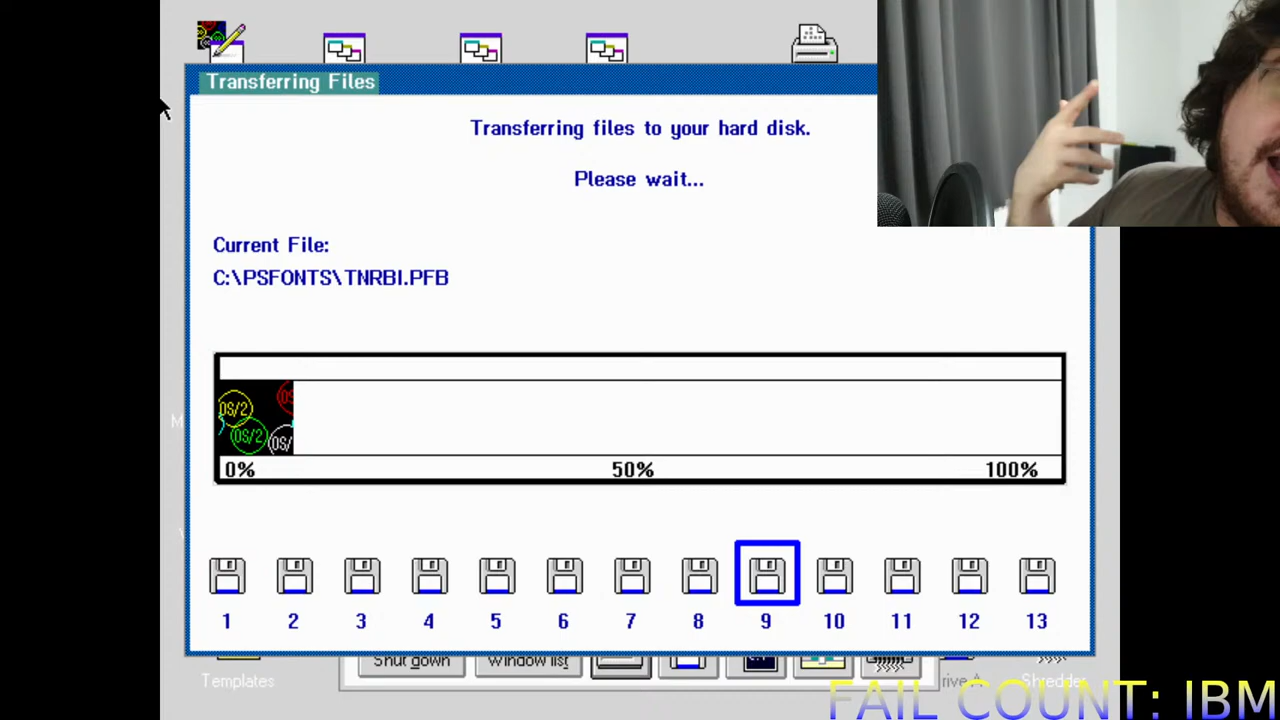 Transferring Files
Transferring files to your hard disk.
Please wait...
Current File:
C:\PSFONTS\TNRBI.PFB
OS/2 OS/2
0% 50% 100%
1 2 3 4 5 6 7 8 9 10 11 12 13
Shut down Window list
Templates Shredder
FAIL COUNT: IBM